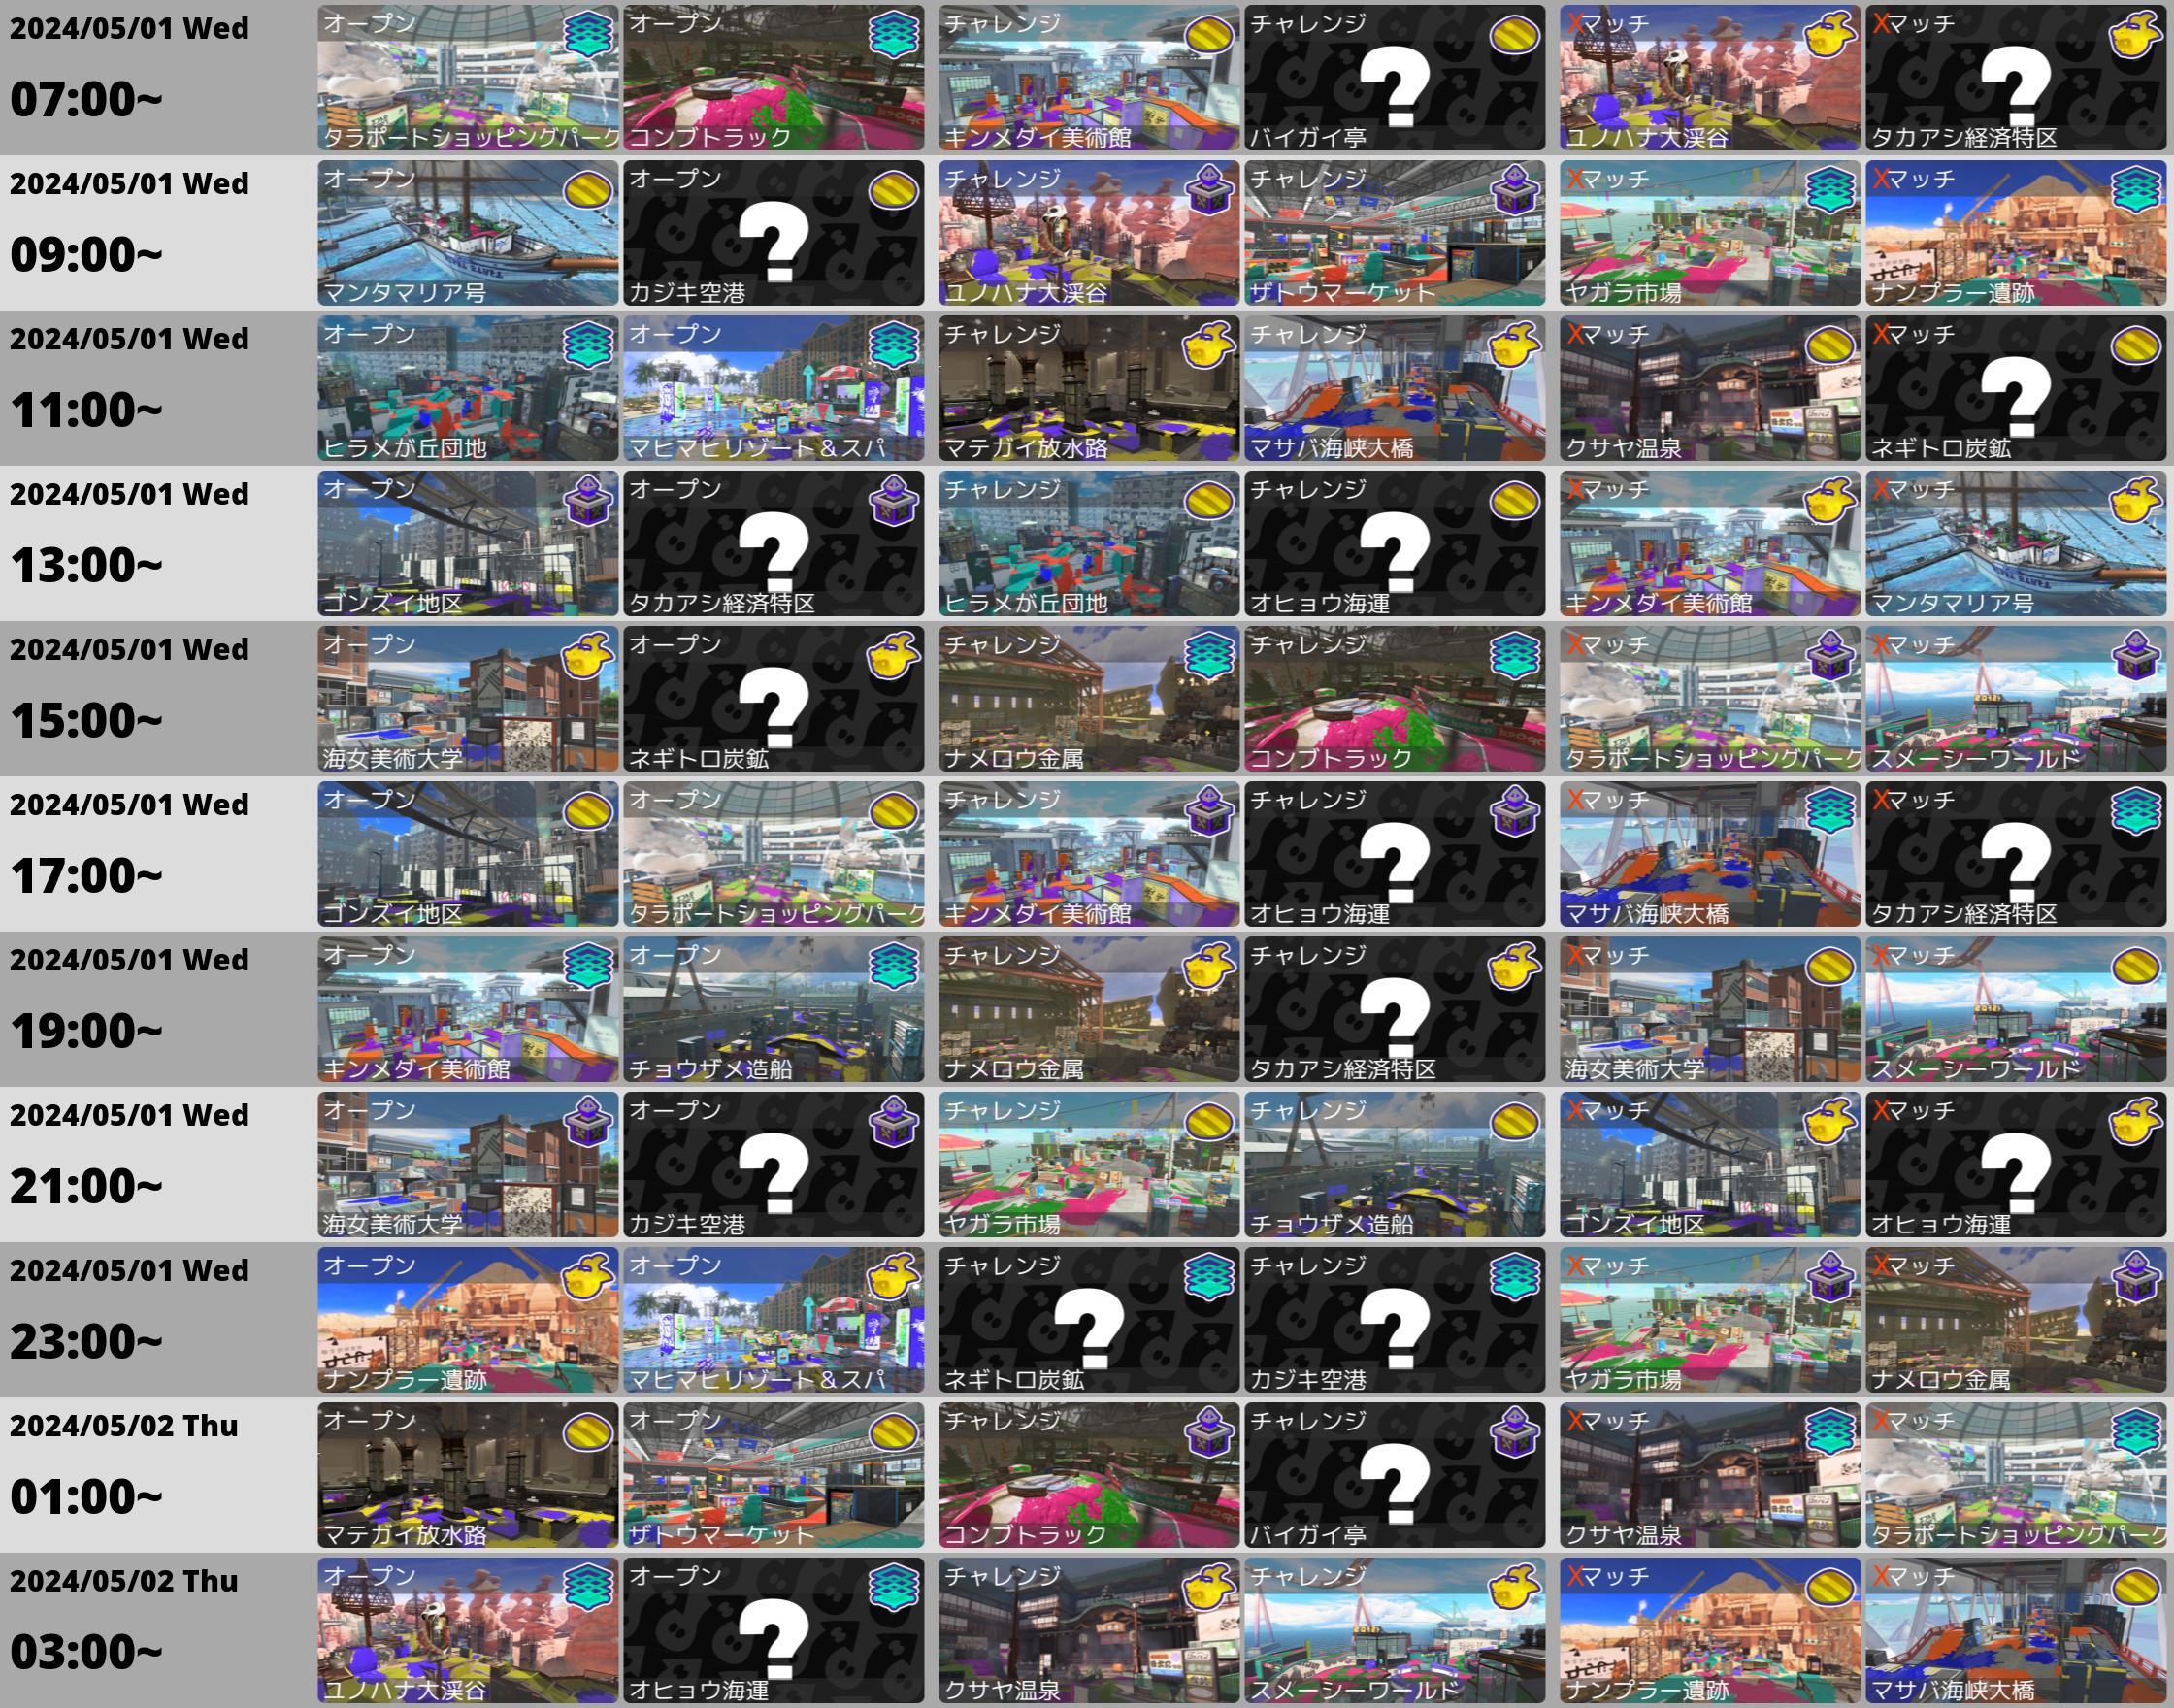 2024/05/01 Wed
07:00~
オープン
タラポートショッピングパーク
オープン
コンブトラック
チャレンジ
キンメダイ美術館
チャレンジ
バイガイ亭
Xマッチ
ユノハナ大渓谷
Xマッチ
タカアシ経済特区
2024/05/01 Wed
09:00~
オープン
マンタマリア号
オープン
カジキ空港
チャレンジ
ユノハナ大渓谷
チャレンジ
ザトウマーケット
Xマッチ
ヤガラ市場
Xマッチ
ナンプラー遺跡
2024/05/01 Wed
11:00~
オープン
ヒラメが丘団地
オープン
マヒマヒリゾート＆スパ
チャレンジ
マテガイ放水路
チャレンジ
マサバ海峡大橋
Xマッチ
クサヤ温泉
Xマッチ
ネギトロ炭鉱
2024/05/01 Wed
13:00~
オープン
ゴンズイ地区
オープン
タカアシ経済特区
チャレンジ
ヒラメが丘団地
チャレンジ
オヒョウ海運
Xマッチ
キンメダイ美術館
Xマッチ
マンタマリア号
2024/05/01 Wed
15:00~
オープン
海女美術大学
オープン
ネギトロ炭鉱
チャレンジ
ナメロウ金属
チャレンジ
コンブトラック
Xマッチ
タラポートショッピングパーク
Xマッチ
スメーシーワールド
2024/05/01 Wed
17:00~
オープン
ゴンズイ地区
オープン
タラポートショッピングパーク
チャレンジ
キンメダイ美術館
チャレンジ
オヒョウ海運
Xマッチ
マサバ海峡大橋
Xマッチ
タカアシ経済特区
2024/05/01 Wed
19:00~
オープン
キンメダイ美術館
オープン
チョウザメ造船
チャレンジ
ナメロウ金属
チャレンジ
タカアシ経済特区
Xマッチ
海女美術大学
Xマッチ
スメーシーワールド
2024/05/01 Wed
21:00~
オープン
海女美術大学
オープン
カジキ空港
チャレンジ
ヤガラ市場
チャレンジ
チョウザメ造船
Xマッチ
ゴンズイ地区
Xマッチ
オヒョウ海運
2024/05/01 Wed
23:00~
オープン
ナンプラー遺跡
オープン
マヒマヒリゾート＆スパ
チャレンジ
ネギトロ炭鉱
チャレンジ
カジキ空港
Xマッチ
ヤガラ市場
Xマッチ
ナメロウ金属
2024/05/02 Thu
01:00~
オープン
マテガイ放水路
オープン
ザトウマーケット
チャレンジ
コンブトラック
チャレンジ
バイガイ亭
Xマッチ
クサヤ温泉
Xマッチ
タラポートショッピングパーク
2024/05/02 Thu
03:00~
オープン
ユノハナ大渓谷
オープン
オヒョウ海運
チャレンジ
クサヤ温泉
チャレンジ
スメーシーワールド
Xマッチ
ナンプラー遺跡
Xマッチ
マサバ海峡大橋